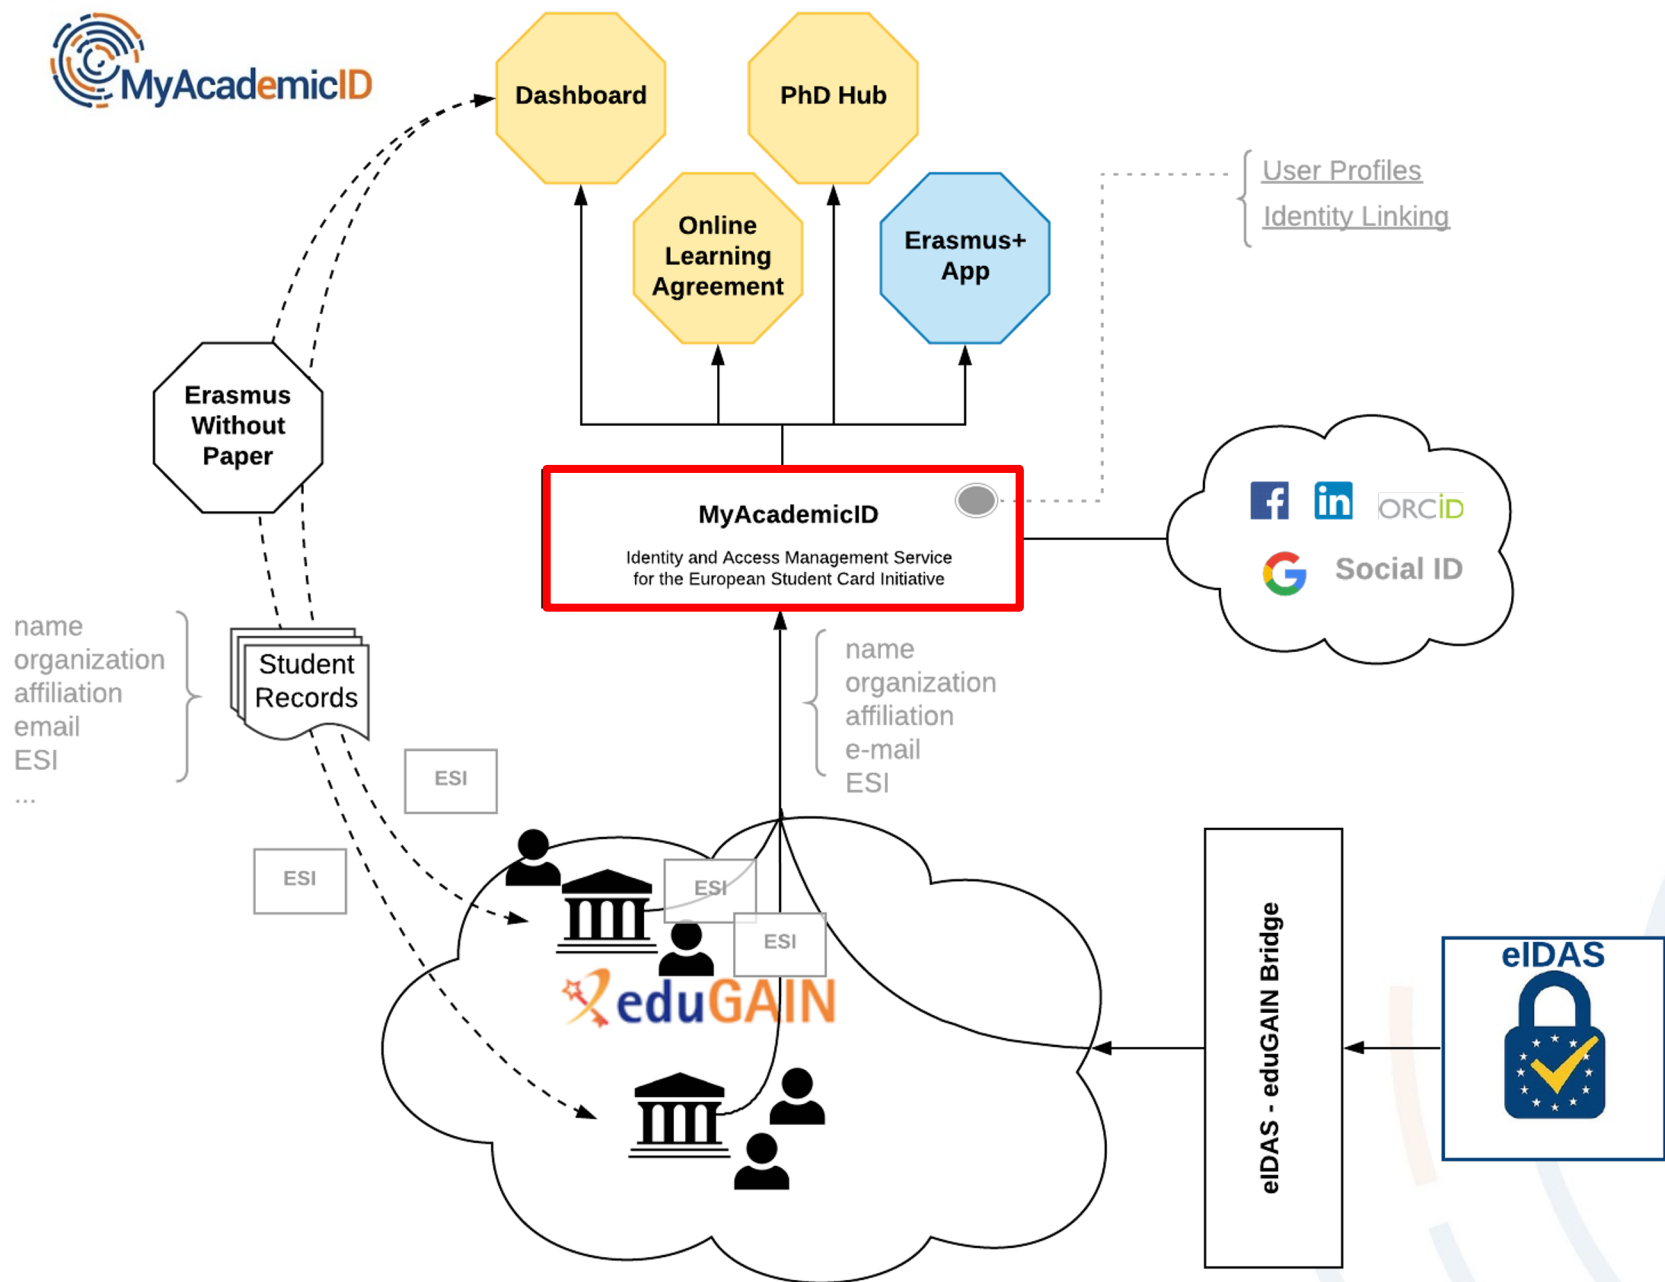 MyAcademicID
Dashboard
PhD Hub
Online
Learning
Agreement
Erasmus+
App
User Profiles
Identity Linking
Erasmus
Without
Paper
MyAcademicID
Identity and Access Management Service
for the European Student Card Initiative
in
ORCiD
Social ID
name
organization
affiliation
email
ESI
...
Student
Records
name
organization
affiliation
e-mail
ESI
ESI
ESI
ESI
ESI
eduGAIN
eIDAS - eduGAIN Bridge
eIDAS